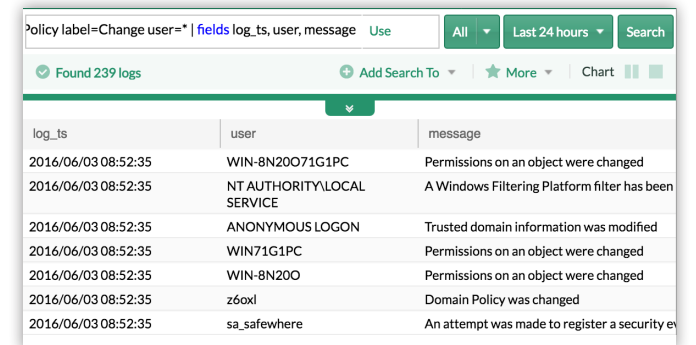 Policy label=Change user=* | fields log_ts, user, message Use All Last 24 hours Search
Found 239 logs Add Search To More Chart
log_ts user message
2016/06/03 08:52:35 WIN-8N20O71G1PC Permissions on an object were changed
2016/06/03 08:52:35 NT AUTHORITY\LOCAL A Windows Filtering Platform filter has been
SERVICE
2016/06/03 08:52:35 ANONYMOUS LOGON Trusted domain information was modified
2016/06/03 08:52:35 WIN71G1PC Permissions on an object were changed
2016/06/03 08:52:35 WIN-8N20O Permissions on an object were changed
2016/06/03 08:52:35 z6oxl Domain Policy was changed
2016/06/03 08:52:35 sa_safewhere An attempt was made to register a security